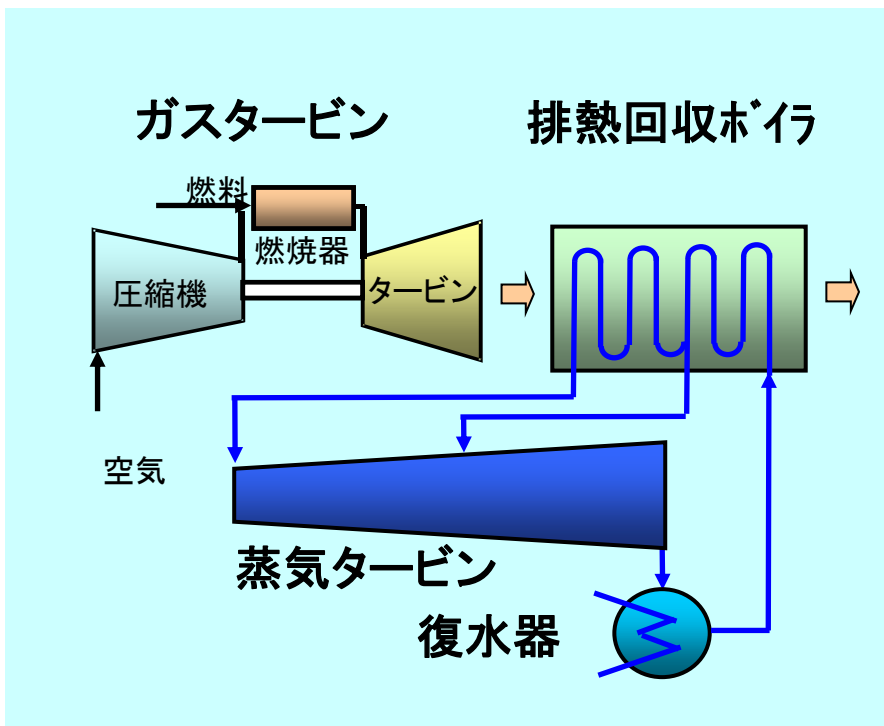 ガスタービン
排熱回収ﾎﾞｲﾗ
燃料
燃焼器
圧縮機
タービン
空気
蒸気タービン
復水器